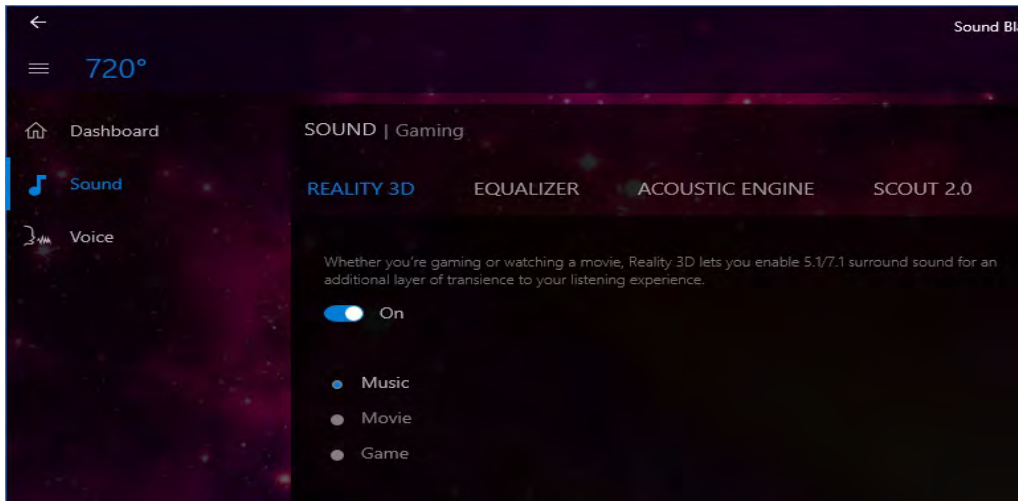 Sound Bla
720°
Dashboard
SOUND | Gaming
Sound
REALITY 3D EQUALIZER ACOUSTIC ENGINE SCOUT 2.0
Voice
Whether you're gaming or watching a movie, Reality 3D lets you enable 5.1/7.1 surround sound for an
additional layer of transience to your listening experience.
On
Music
Movie
Game